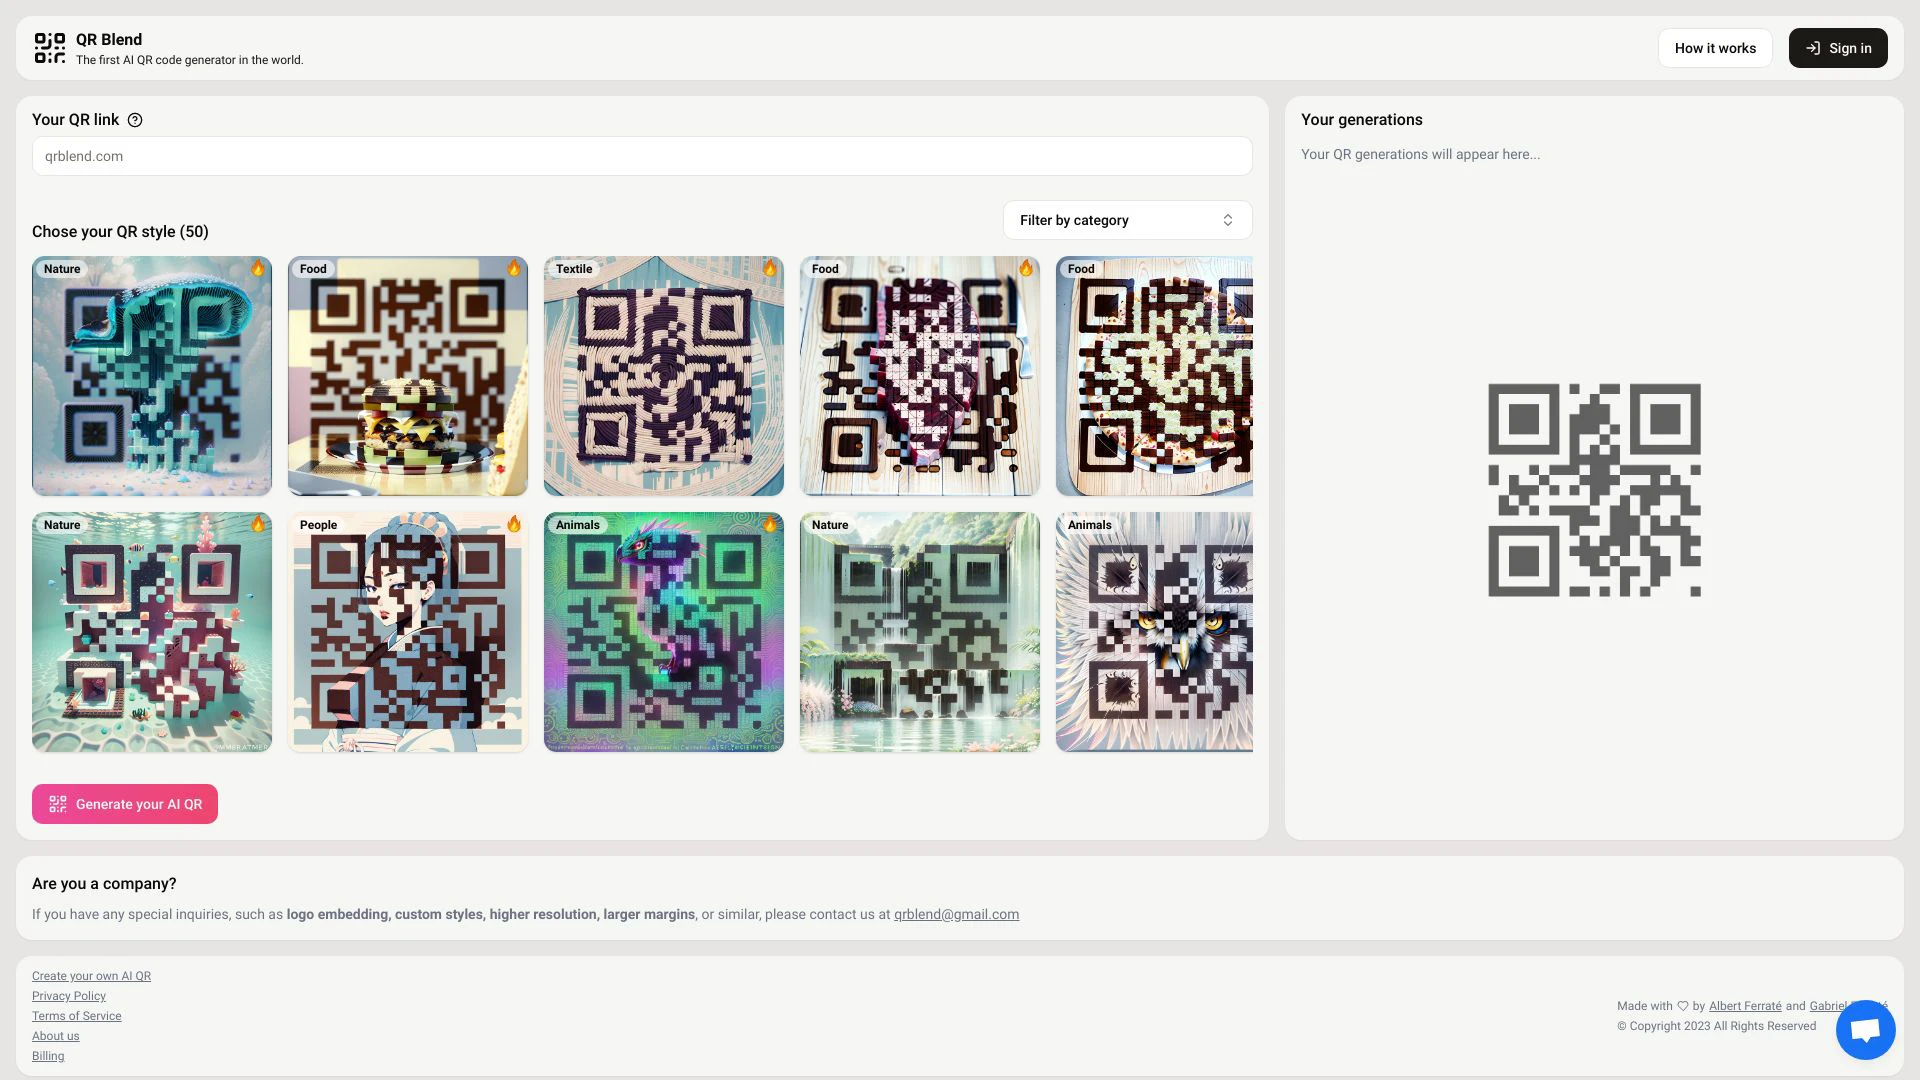 QR Blend
The first AI QR code generator in the world.
How it works
Sign in
Your QR link
qrblend.com
Chose your QR style (50)
Filter by category
Nature
Food
Textile
Food
Food
Nature
People
Animals
Nature
Animals
Generate your AI QR
Your generations
Your QR generations will appear here...
Are you a company?
If you have any special inquiries, such as logo embedding, custom styles, higher resolution, larger margins, or similar, please contact us at qrblend@gmail.com
Create your own AI QR
Privacy Policy
Terms of Service
About us
Billing
Made with ♡ by Albert Ferraté and Gabriel
© Copyright 2023 All Rights Reserved